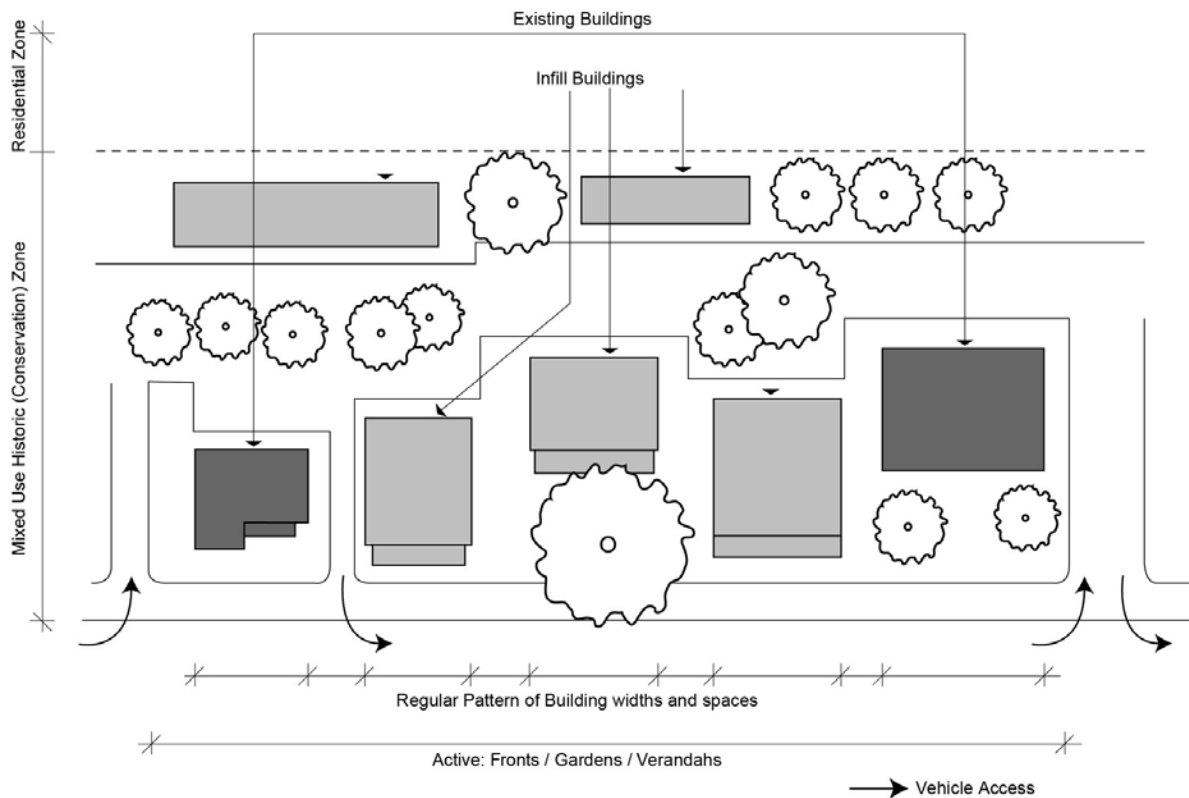 Existing Buildings
Infill Buildings
Residential Zone
Mixed Use Historic (Conservation) Zone
Regular Pattern of Building widths and spaces
Active: Fronts / Gardens / Verandahs
Vehicle Access